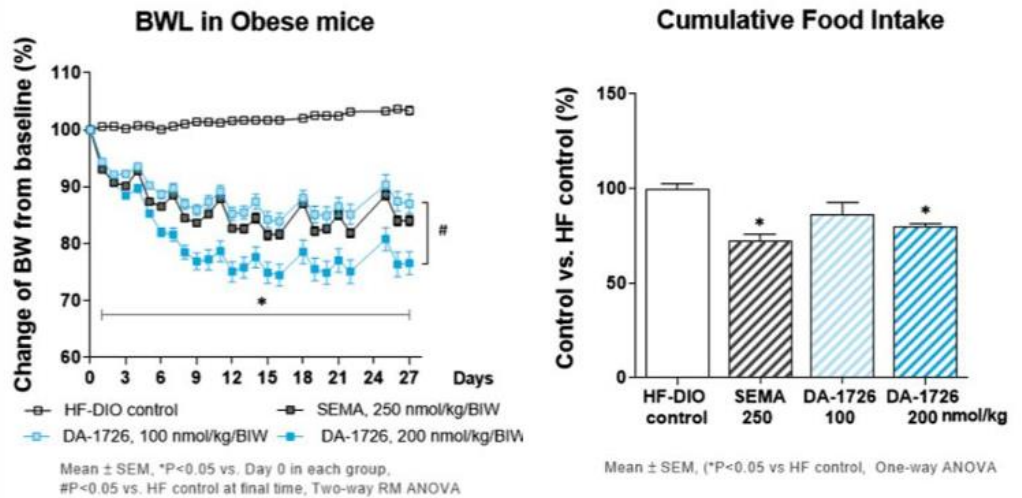 BWL in Obese mice
Change of BW from baseline (%)
110
100
90
80
70
60
#
*
0 3 6 9 12 15 18 21 24 27 Days
HF-DIO control
SEMA, 250 nmol/kg/BIW
DA-1726, 100 nmol/kg/BIW
DA-1726, 200 nmol/kg/BIW
Mean ± SEM, *P<0.05 vs. Day 0 in each group,
#P<0.05 vs. HF control at final time, Two-way RM ANOVA
Cumulative Food Intake
Control vs. HF control (%)
150
100
50
0
*
*
HF-DIO control
SEMA 250
DA-1726 100
DA-1726 200 nmol/kg
Mean ± SEM, (*P<0.05 vs HF control, One-way ANOVA